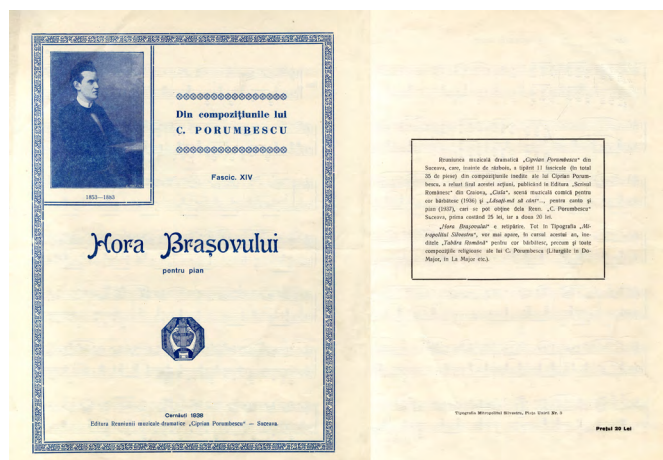 Din compozițiunile lui
C. PORUMBESCU
Fascic. XIV
1853—1883
Hora Brașovului
pentru pian
Cernăuți 1938
Editura Reuniunii muzicale-dramatice „Ciprian Porumbescu“ — Suceava.
Reuniunea muzicală dramatică „Ciprian Porumbescu“ din
Suceava, care, înainte de războiu, a tipărit 11 fascicule (în total
35 de piese) din compozițiunile inedite ale lui Ciprian Porum-
bescu, a reluat firul acestei acțiuni, publicând în Editura „Scrisul
Românesc“ din Craiova, „Cisla“, scenă muzicală comică pentru
cor bărbătesc (1936) și „Lăsați-mă să cânt“.., pentru canto și
pian (1937), cari se pot obține dela Reun. „C. Porumbescu“
Suceava, prima costând 25 lei, iar a doua 20 lei.
„Hora Brașovului“ e retipărire. Tot în Tipografia „Mi-
tropolitul Silvestru“, vor mai apare, în cursul acestui an, ine-
ditele „Tabăra Română“ pentru cor bărbătesc, precum și toate
compozițiile religioase ale lui C. Porumbescu (Liturgiile în Do-
Major, în La Major etc.).
Tipografia Mitropolitul Silvestru, Piața Unirii Nr. 3
Prețul 20 Lei